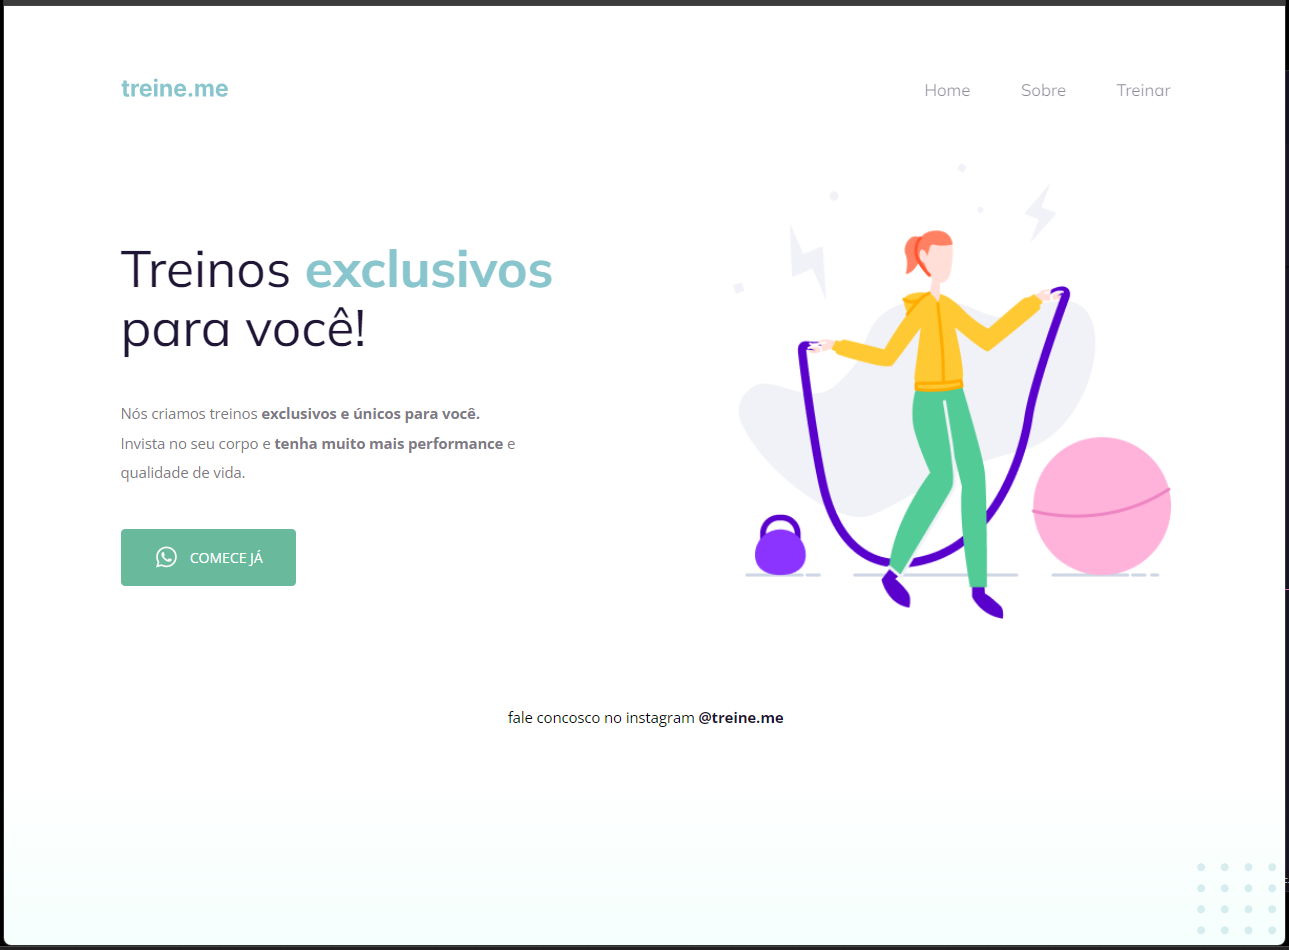 treine.me
Home Sobre Treinar
Treinos exclusivos
para você!
Nós criamos treinos exclusivos e únicos para você.
Invista no seu corpo e tenha muito mais performance e
qualidade de vida.
COMECE JÁ
fale concosco no instagram @treine.me